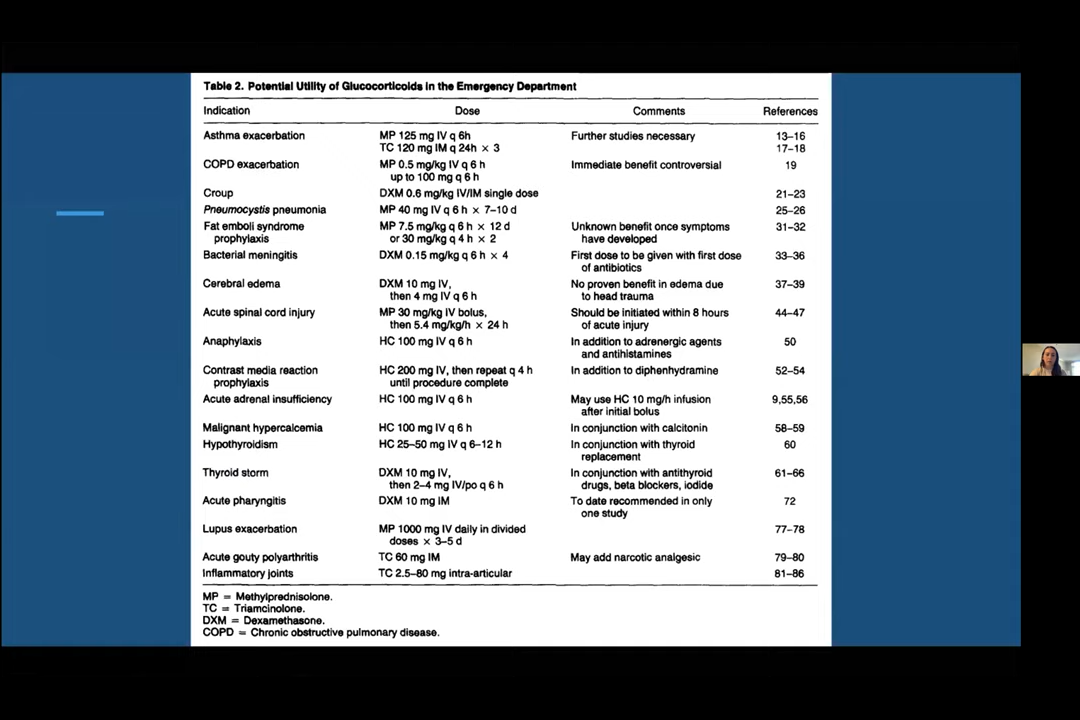 Table 2. Potential Utility of Glucocorticoids in the Emergency Department
Indication Dose Comments References
Asthma exacerbation MP 125 mg IV q 6h Further studies necessary 13–16
TC 120 mg IM q 24h × 3 17–18
COPD exacerbation MP 0.5 mg/kg IV q 6 h Immediate benefit controversial 19
up to 100 mg q 6 h
Croup DXM 0.6 mg/kg IV/IM single dose 21–23
Pneumocystis pneumonia MP 40 mg IV q 6 h × 7–10 d 25–26
Fat emboli syndrome MP 7.5 mg/kg q 6 h × 12 d Unknown benefit once symptoms 31–32
prophylaxis or 30 mg/kg q 4 h × 2 have developed
Bacterial meningitis DXM 0.15 mg/kg q 6 h × 4 First dose to be given with first dose 33–36
of antibiotics
Cerebral edema DXM 10 mg IV, No proven benefit in edema due 37–39
then 4 mg IV q 6 h to head trauma
Acute spinal cord injury MP 30 mg/kg IV bolus, Should be initiated within 8 hours 44–47
then 5.4 mg/kg/h × 24 h of acute injury
Anaphylaxis HC 100 mg IV q 6 h In addition to adrenergic agents 50
and antihistamines
Contrast media reaction HC 200 mg IV, then repeat q 4 h In addition to diphenhydramine 52–54
prophylaxis until procedure complete
Acute adrenal insufficiency HC 100 mg IV q 6 h May use HC 10 mg/h infusion 9,55,56
after initial bolus
Malignant hypercalcemia HC 100 mg IV q 6 h In conjunction with calcitonin 58–59
Hypothyroidism HC 25–50 mg IV q 6–12 h In conjunction with thyroid 60
replacement
Thyroid storm DXM 10 mg IV, In conjunction with antithyroid 61–66
then 2–4 mg IV/po q 6 h drugs, beta blockers, iodide
Acute pharyngitis DXM 10 mg IM To date recommended in only 72
one study
Lupus exacerbation MP 1000 mg IV daily in divided 77–78
doses × 3–5 d
Acute gouty polyarthritis TC 60 mg IM May add narcotic analgesic 79–80
Inflammatory joints TC 2.5–80 mg intra-articular 81–86
MP = Methylprednisolone.
TC = Triamcinolone.
DXM = Dexamethasone.
COPD = Chronic obstructive pulmonary disease.